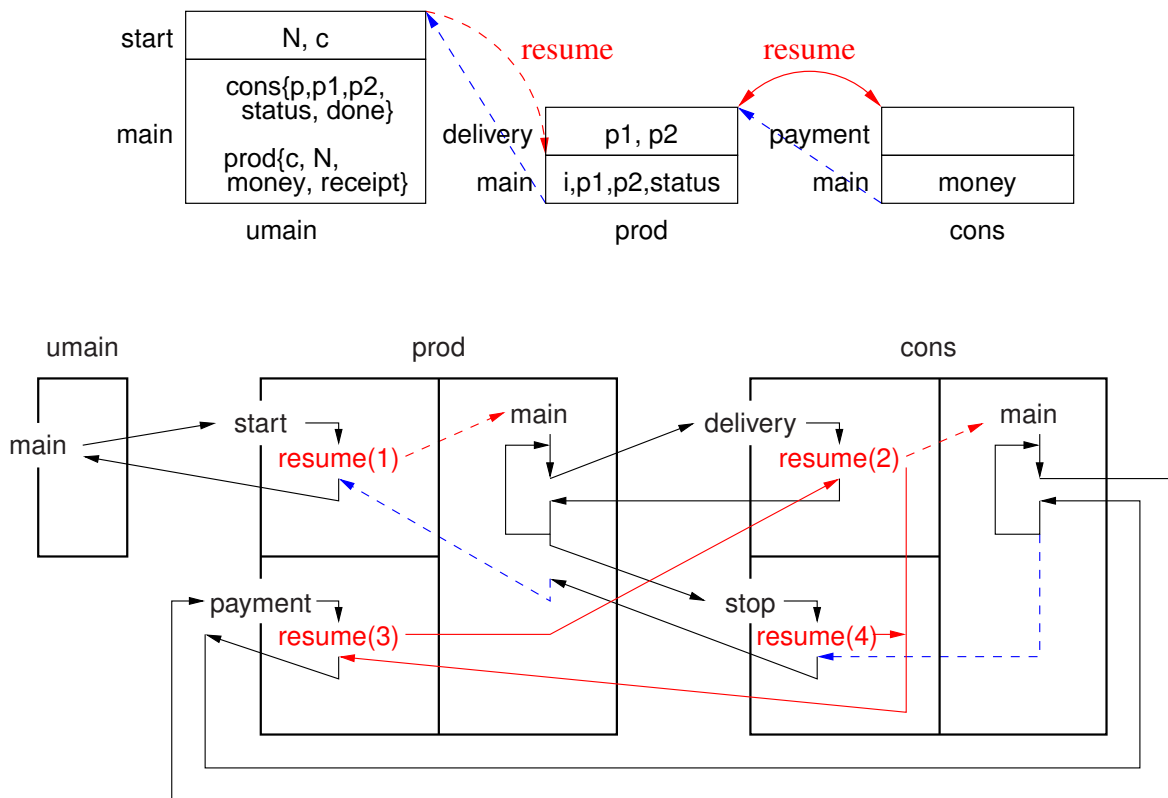 start
N, c
resume
resume
main
cons{p,p1,p2,
status, done}
prod{c, N,
money, receipt}
delivery
p1, p2
payment
main
i,p1,p2,status
main
money
umain
prod
cons
umain
prod
cons
main
start
resume(1)
main
delivery
resume(2)
main
payment
resume(3)
stop
resume(4)